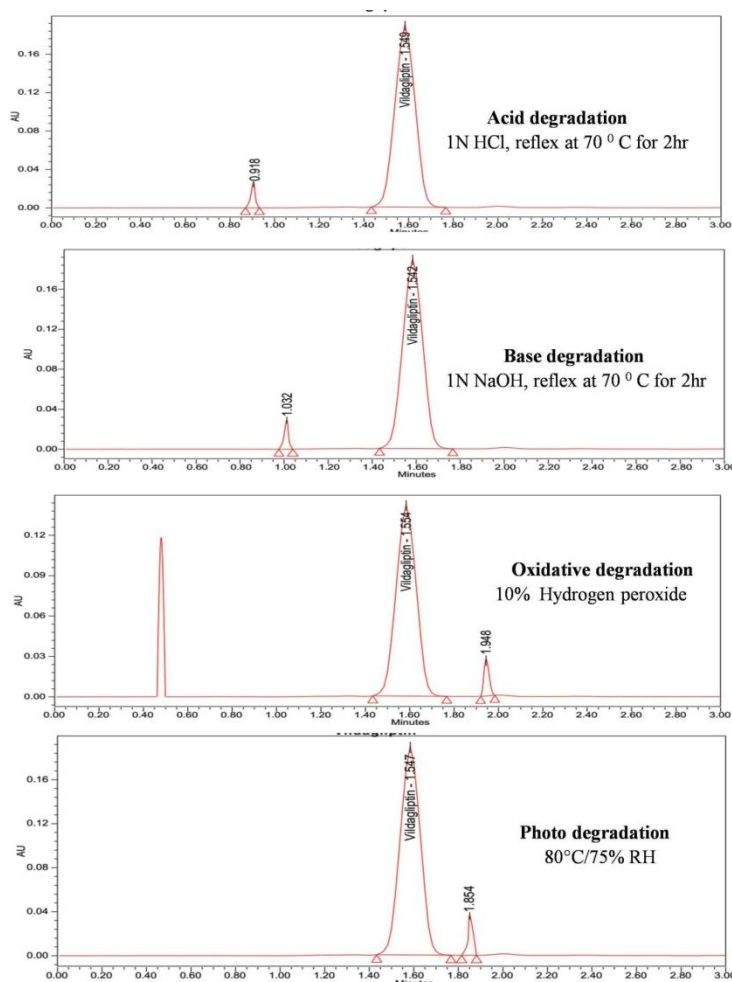 0.16
0.12
0.08
0.04
0.00
AU
0.918
Vildagliptin - 1.549
Acid degradation
1N HCl, reflex at 70 ⁰ C for 2hr
0.00 0.20 0.40 0.60 0.80 1.00 1.20 1.40 1.60 1.80 2.00 2.20 2.40 2.60 2.80 3.00
Minutes
0.16
0.12
0.08
0.04
0.00
AU
1.032
Vildagliptin - 1.542
Base degradation
1N NaOH, reflex at 70 ⁰ C for 2hr
0.00 0.20 0.40 0.60 0.80 1.00 1.20 1.40 1.60 1.80 2.00 2.20 2.40 2.60 2.80 3.00
Minutes
0.12
0.09
0.06
0.03
0.00
AU
Vildagliptin - 1.554
1.948
Oxidative degradation
10% Hydrogen peroxide
0.00 0.20 0.40 0.60 0.80 1.00 1.20 1.40 1.60 1.80 2.00 2.20 2.40 2.60 2.80 3.00
Minutes
0.16
0.12
0.08
0.04
0.00
AU
Vildagliptin - 1.547
1.854
Photo degradation
80°C/75% RH
0.00 0.20 0.40 0.60 0.80 1.00 1.20 1.40 1.60 1.80 2.00 2.20 2.40 2.60 2.80 3.00
Minutes